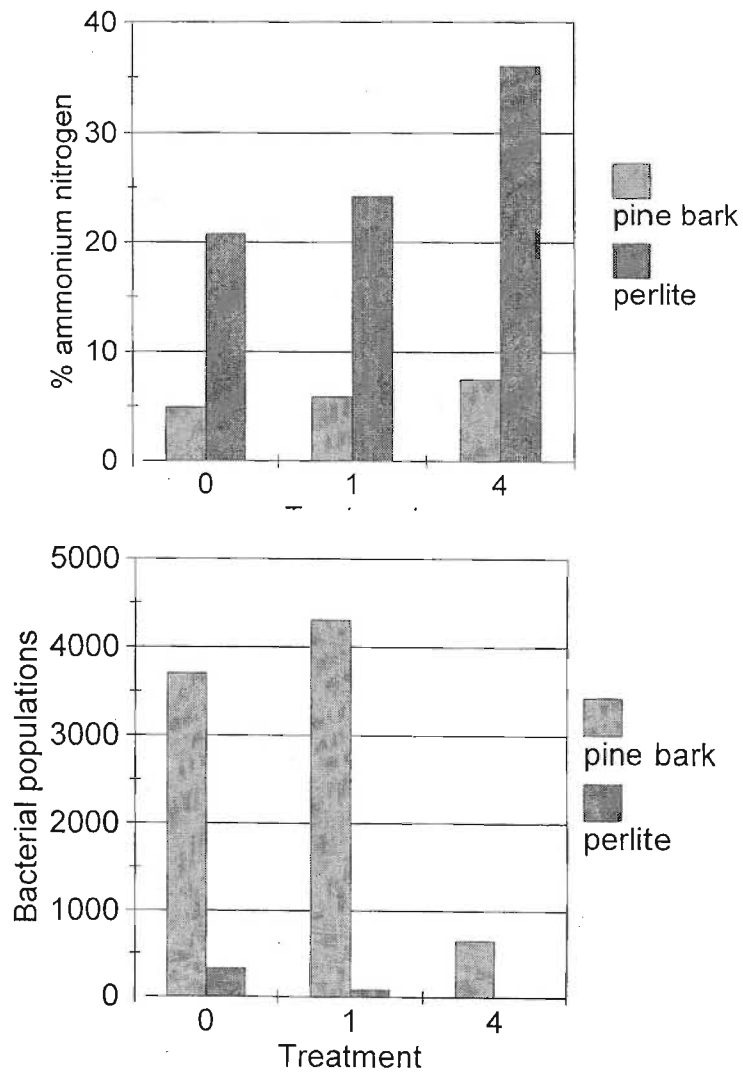 % ammonium nitrogen
40
30
20
10
0
0 1 4
pine bark
perlite
Bacterial populations
5000
4000
3000
2000
1000
0
0 1 4
Treatment
pine bark
perlite